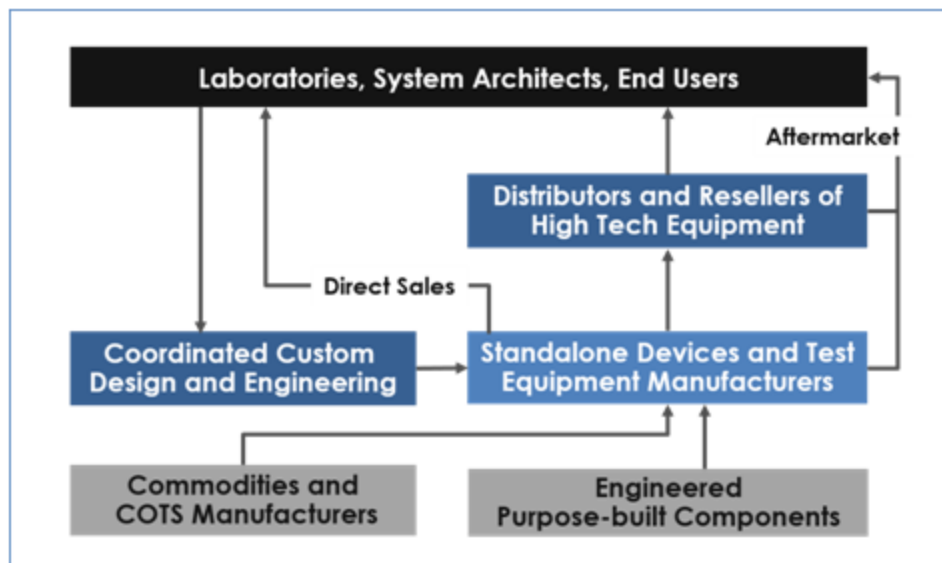 Laboratories, System Architects, End Users
Aftermarket
Distributors and Resellers of
High Tech Equipment
Direct Sales
Coordinated Custom
Design and Engineering
Standalone Devices and Test
Equipment Manufacturers
Commodities and
COTS Manufacturers
Engineered
Purpose-built Components